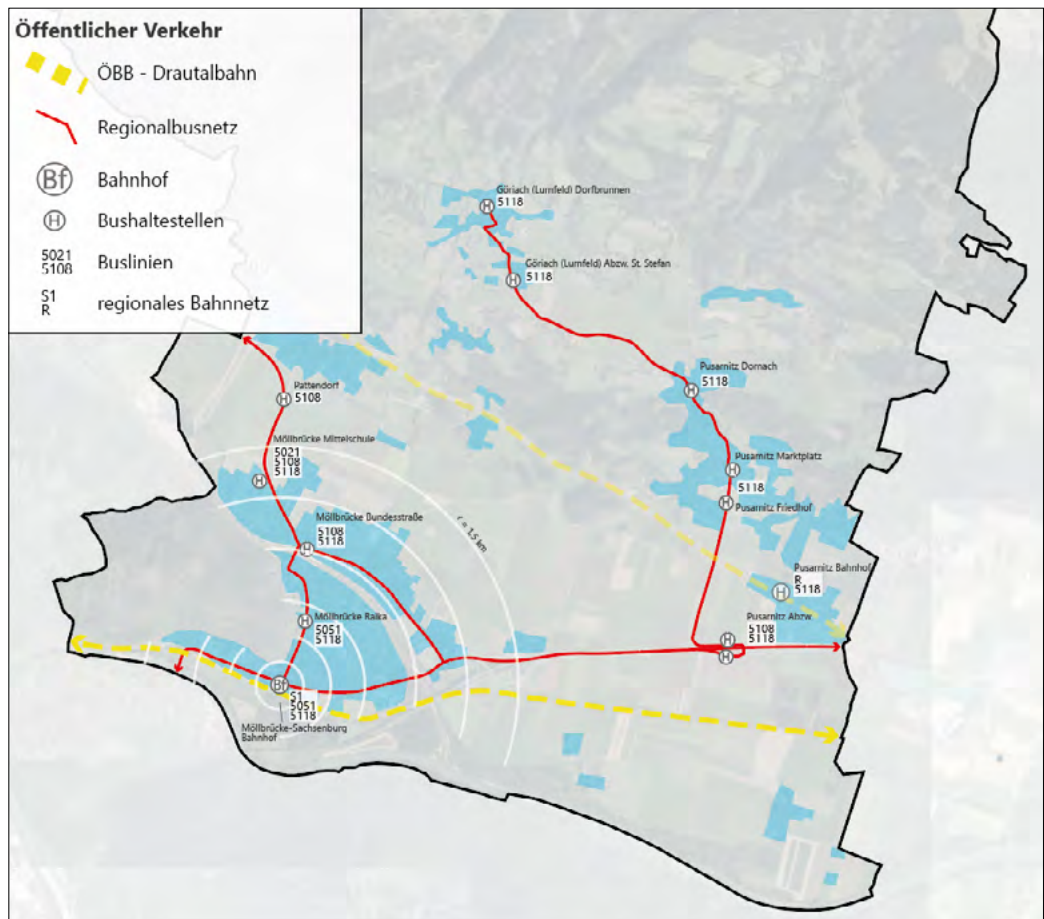 Öffentlicher Verkehr
ÖBB - Drautalbahn
Regionalbusnetz
Bf
Bahnhof
H
Bushaltestellen
5021
5108
Buslinien
S1
R
regionales Bahnnetz
Göriach (Lurnfeld) Dorfbrunnen
H
5118
Göriach (Lurnfeld) Abzw. St. Stefan
H
5118
Pusarnitz Dornach
5118
H
Pattendorf
H
5108
Möllbrücke Mittelschule
5021
5108
5118
H
Pusarnitz Marktplatz
H
5118
H
Pusarnitz Friedhof
Möllbrücke Bundesstraße
5108
5118
H
r = 1,5 km
Pusarnitz Bahnhof
R
5118
H
Möllbrücke Raika
H
5051
5118
Pusarnitz Abzw.
5108
5118
H
H
Bf
S1
5051
5118
Möllbrücke-Sachsenburg
Bahnhof